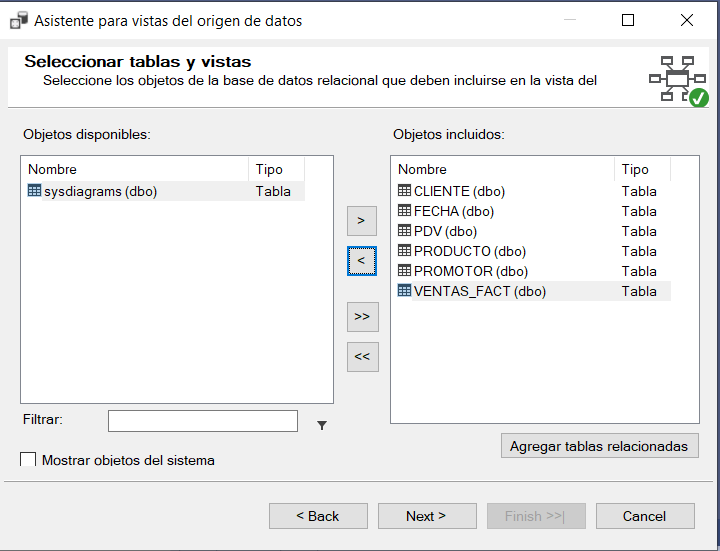 Asistente para vistas del origen de datos
Seleccionar tablas y vistas
Seleccione los objetos de la base de datos relacional que deben incluirse en la vista del
Objetos disponibles:
Nombre Tipo
sysdiagrams (dbo) Tabla
>
<
>>
<<
Objetos incluidos:
Nombre Tipo
CLIENTE (dbo) Tabla
FECHA (dbo) Tabla
PDV (dbo) Tabla
PRODUCTO (dbo) Tabla
PROMOTOR (dbo) Tabla
VENTAS_FACT (dbo) Tabla
Filtrar:
Agregar tablas relacionadas
Mostrar objetos del sistema
< Back Next > Finish >>| Cancel